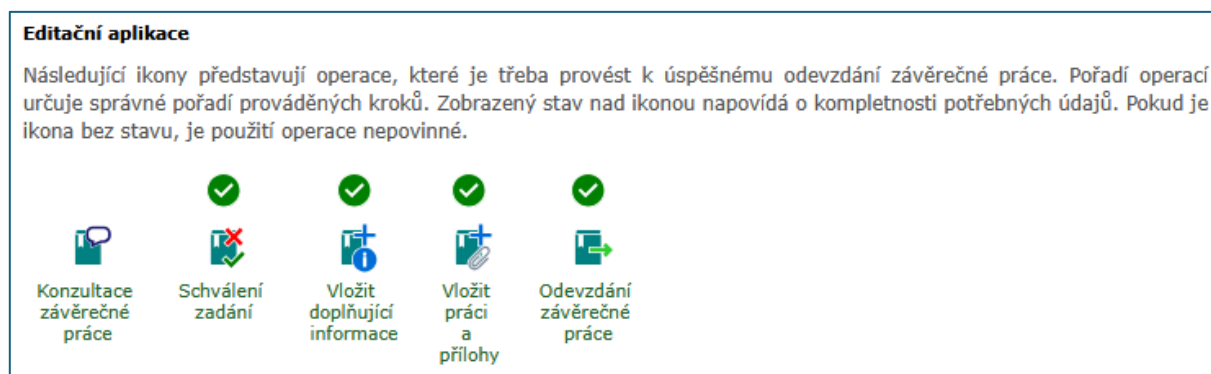 Editační aplikace
Následující ikony představují operace, které je třeba provést k úspěšnému odevzdání závěrečné práce. Pořadí operací
určuje správné pořadí prováděných kroků. Zobrazený stav nad ikonou napovídá o kompletnosti potřebných údajů. Pokud je
ikona bez stavu, je použití operace nepovinné.
Konzultace
závěrečné
práce
Schválení
zadání
Vložit
doplňující
informace
Vložit
práci
a
přílohy
Odevzdání
závěrečné
práce